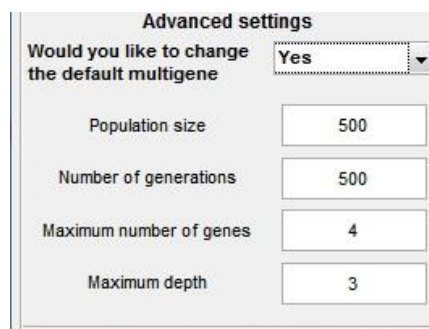 Advanced settings
Would you like to change
the default multigene
Yes
Population size
500
Number of generations
500
Maximum number of genes
4
Maximum depth
3